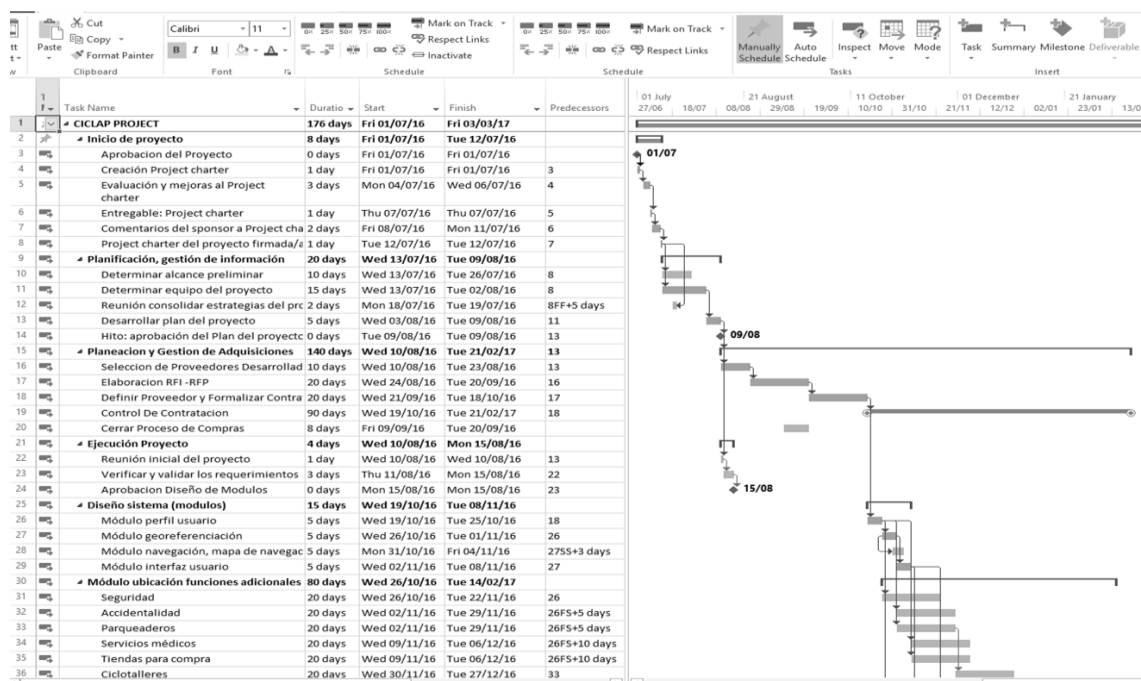 Cut
Copy
Format Painter
Paste
Clipboard
Calibri 11
B I U A
Font
0% 25% 50% 75% 100%
Mark on Track
Respect Links
Inactivate
Schedule
0% 25% 50% 75% 100%
Mark on Track
Respect Links
Schedule
Manually Schedule
Auto Schedule
Inspect Move Mode
Tasks
Task Summary Milestone Deliverable
Insert
Task Name Duratio Start Finish Predecessors
01 July 21 August 11 October 01 December 21 January
27/06 18/07 08/08 29/08 19/09 10/10 31/10 21/11 12/12 02/01 23/01 13/0
1 CICLAP PROJECT 176 days Fri 01/07/16 Fri 03/03/17
2 Inicio de proyecto 8 days Fri 01/07/16 Tue 12/07/16
3 Aprobacion del Proyecto 0 days Fri 01/07/16 Fri 01/07/16
01/07
4 Creación Project charter 1 day Fri 01/07/16 Fri 01/07/16 3
5 Evaluación y mejoras al Project 3 days Mon 04/07/16 Wed 06/07/16 4
charter
6 Entregable: Project charter 1 day Thu 07/07/16 Thu 07/07/16 5
7 Comentarios del sponsor a Project cha 2 days Fri 08/07/16 Mon 11/07/16 6
8 Project charter del proyecto firmada/a 1 day Tue 12/07/16 Tue 12/07/16 7
9 Planificación, gestión de información 20 days Wed 13/07/16 Tue 09/08/16
10 Determinar alcance preliminar 10 days Wed 13/07/16 Tue 26/07/16 8
11 Determinar equipo del proyecto 15 days Wed 13/07/16 Tue 02/08/16 8
12 Reunión consolidar estrategias del prc 2 days Mon 18/07/16 Tue 19/07/16 8FF+5 days
13 Desarrollar plan del proyecto 5 days Wed 03/08/16 Tue 09/08/16 11
14 Hito: aprobación del Plan del proyecto 0 days Tue 09/08/16 Tue 09/08/16 13
09/08
15 Planeacion y Gestion de Adquisiciones 140 days Wed 10/08/16 Tue 21/02/17 13
16 Seleccion de Proveedores Desarrollad 10 days Wed 10/08/16 Tue 23/08/16 13
17 Elaboracion RFI -RFP 20 days Wed 24/08/16 Tue 20/09/16 16
18 Definir Proveedor y Formalizar Contra 20 days Wed 21/09/16 Tue 18/10/16 17
19 Control De Contratacion 90 days Wed 19/10/16 Tue 21/02/17 18
20 Cerrar Proceso de Compras 8 days Fri 09/09/16 Tue 20/09/16
21 Ejecución Proyecto 4 days Wed 10/08/16 Mon 15/08/16
22 Reunión inicial del proyecto 1 day Wed 10/08/16 Wed 10/08/16 13
23 Verificar y validar los requerimientos 3 days Thu 11/08/16 Mon 15/08/16 22
24 Aprobacion Diseño de Modulos 0 days Mon 15/08/16 Mon 15/08/16 23
15/08
25 Diseño sistema (modulos) 15 days Wed 19/10/16 Tue 08/11/16
26 Módulo perfil usuario 5 days Wed 19/10/16 Tue 25/10/16 18
27 Módulo georeferenciación 5 days Wed 26/10/16 Tue 01/11/16 26
28 Módulo navegación, mapa de navegac 5 days Mon 31/10/16 Fri 04/11/16 27SS+3 days
29 Módulo interfaz usuario 5 days Wed 02/11/16 Tue 08/11/16 27
30 Módulo ubicación funciones adicionales 80 days Wed 26/10/16 Tue 14/02/17
31 Seguridad 20 days Wed 26/10/16 Tue 22/11/16 26
32 Accidentalidad 20 days Wed 02/11/16 Tue 29/11/16 26FS+5 days
33 Parqueaderos 20 days Wed 02/11/16 Tue 29/11/16 26FS+5 days
34 Servicios médicos 20 days Wed 09/11/16 Tue 06/12/16 26FS+10 days
35 Tiendas para compra 20 days Wed 09/11/16 Tue 06/12/16 26FS+10 days
36 Ciclotalleres 20 days Wed 30/11/16 Tue 27/12/16 33